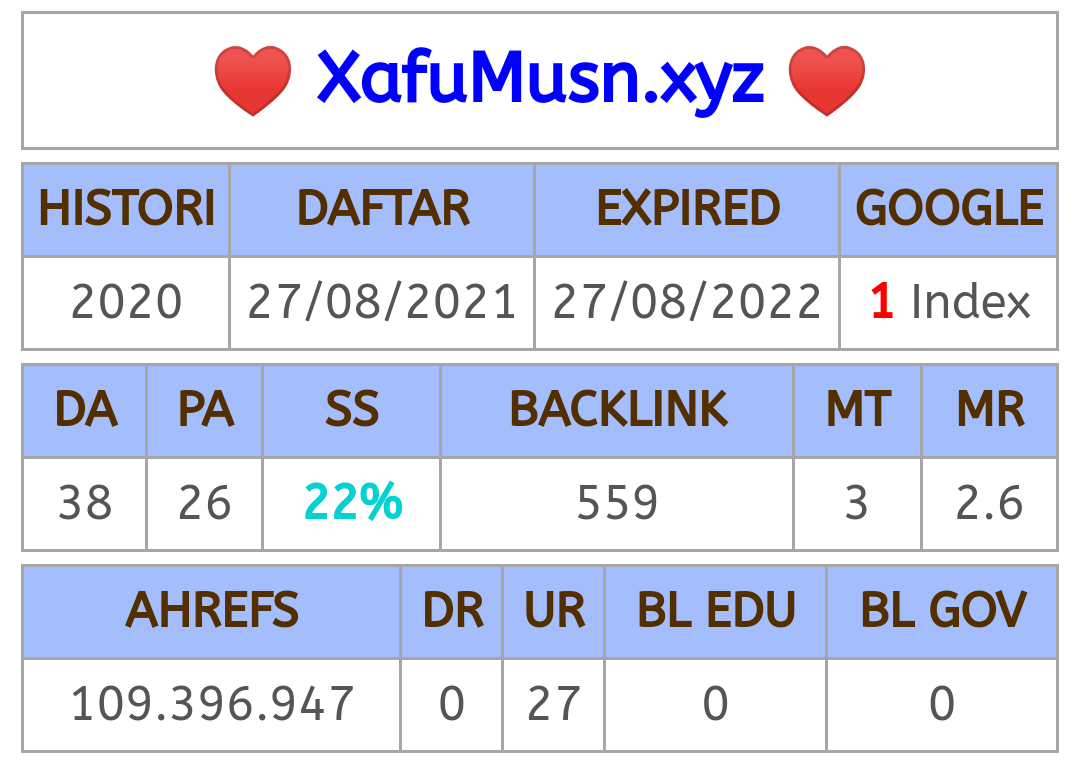 ❤ XafuMusn.xyz ❤
HISTORI DAFTAR EXPIRED GOOGLE
2020 27/08/2021 27/08/2022 1 Index
DA PA SS BACKLINK MT MR
38 26 22% 559 3 2.6
AHREFS DR UR BL EDU BL GOV
109.396.947 0 27 0 0